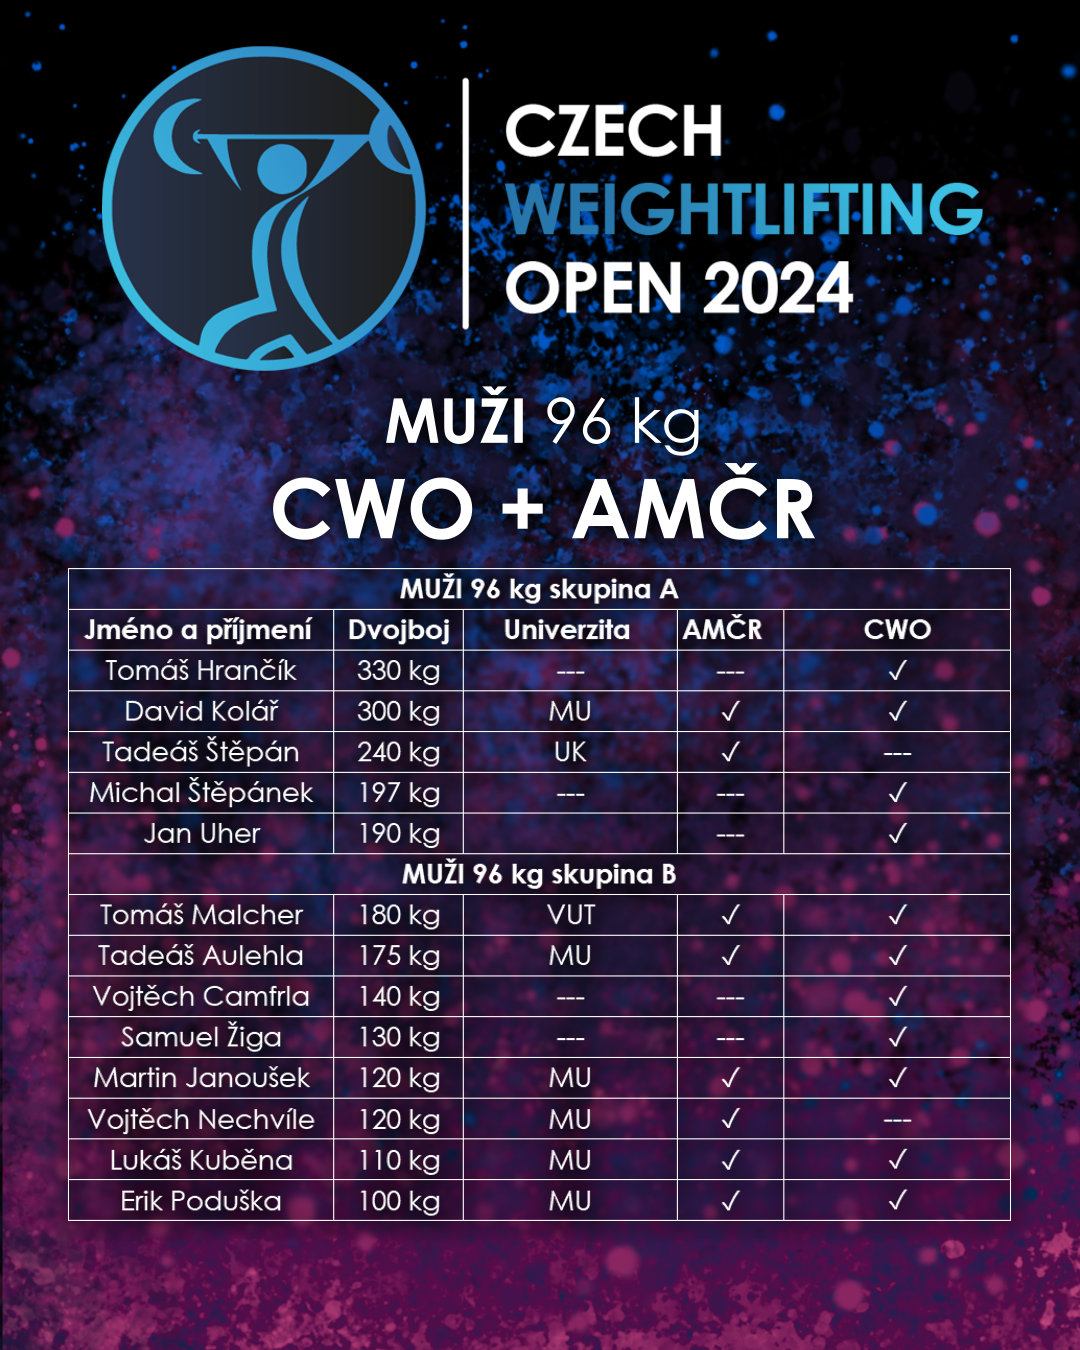 CZECH
WEIGHTLIFTING
OPEN 2024
MUŽI 96 kg
CWO + AMČR
MUŽI 96 kg skupina A
Jméno a příjmení Dvojboj Univerzita AMČR CWO
Tomáš Hrančík 330 kg --- --- ✓
David Kolář 300 kg MU ✓ ✓
Tadeáš Štěpán 240 kg UK ✓ ---
Michal Štěpánek 197 kg --- --- ✓
Jan Uher 190 kg --- ✓
MUŽI 96 kg skupina B
Tomáš Malcher 180 kg VUT ✓ ✓
Tadeáš Aulehla 175 kg MU ✓ ✓
Vojtěch Camfrla 140 kg --- --- ✓
Samuel Žiga 130 kg --- --- ✓
Martin Janoušek 120 kg MU ✓ ✓
Vojtěch Nechvíle 120 kg MU ✓ ---
Lukáš Kuběna 110 kg MU ✓ ✓
Erik Poduška 100 kg MU ✓ ✓